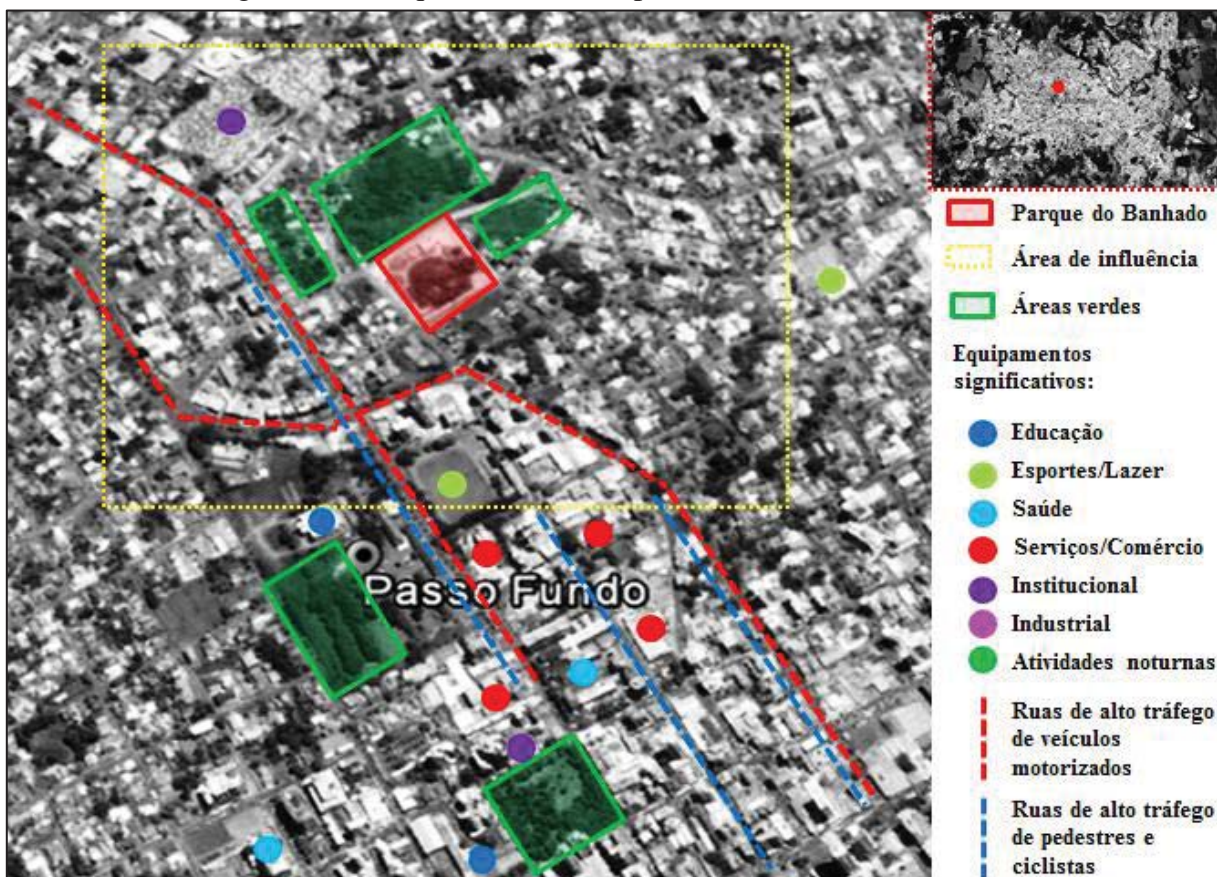 Parque do Banhado
Área de influência
Áreas verdes
Equipamentos
significativos:
Educação
Esportes/Lazer
Saúde
Serviços/Comércio
Institucional
Industrial
Atividades noturnas
Ruas de alto tráfego
de veículos
motorizados
Ruas de alto tráfego
de pedestres e
ciclistas
Passo Fundo